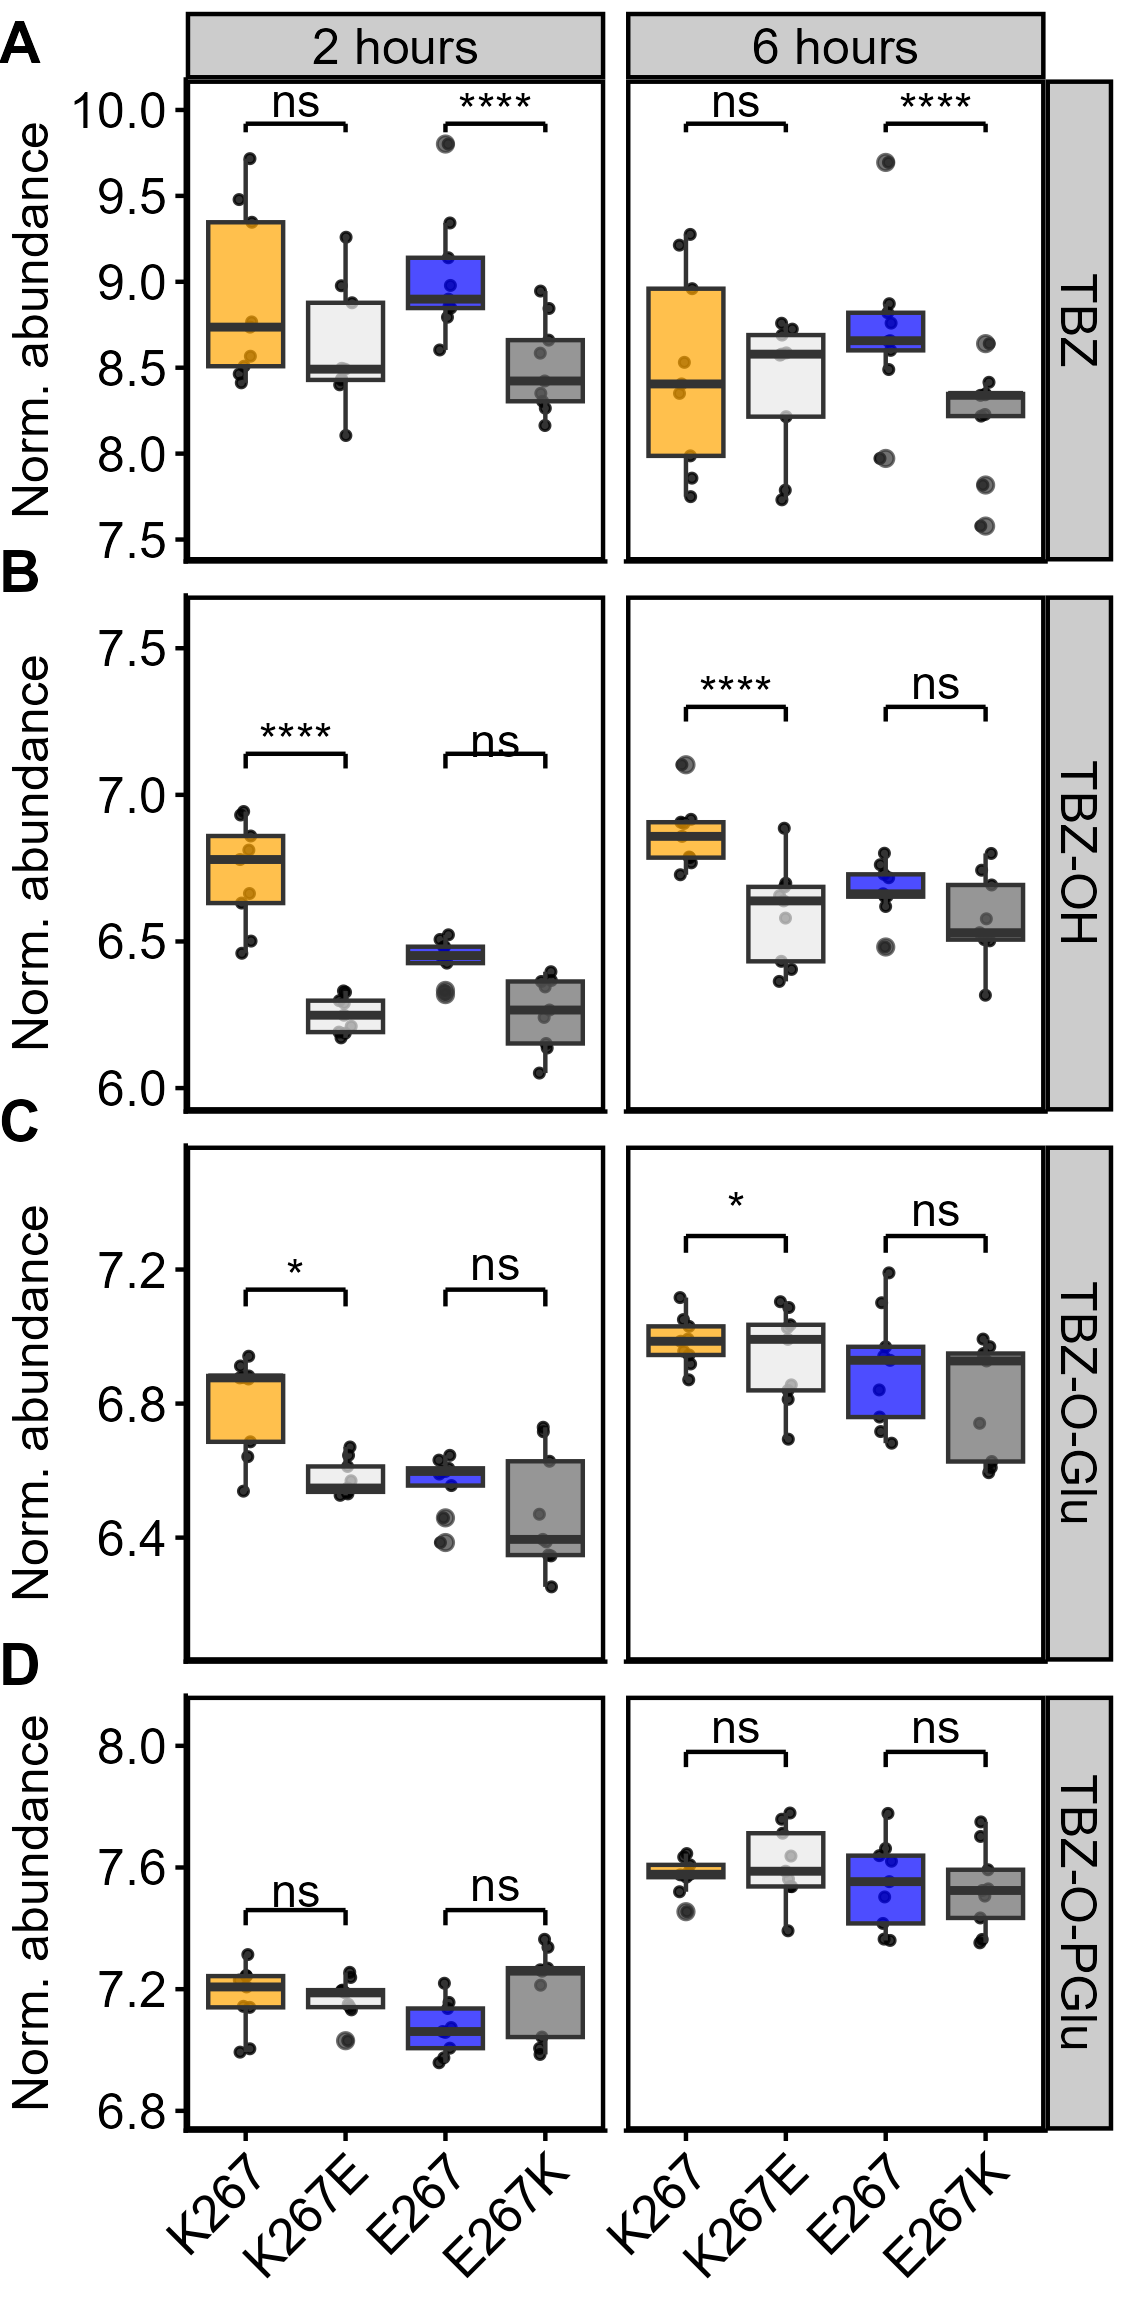 A
2 hours
6 hours
Norm. abundance
10.0
9.5
9.0
8.5
8.0
7.5
ns
****
ns
****
TBZ
B
Norm. abundance
7.5
7.0
6.5
6.0
****
ns
****
ns
TBZ-OH
C
Norm. abundance
7.2
6.8
6.4
*
ns
*
ns
TBZ-O-Glu
D
Norm. abundance
8.0
7.6
7.2
6.8
ns
ns
ns
ns
TBZ-O-PGlu
K267
K267E
E267
E267K
K267
K267E
E267
E267K